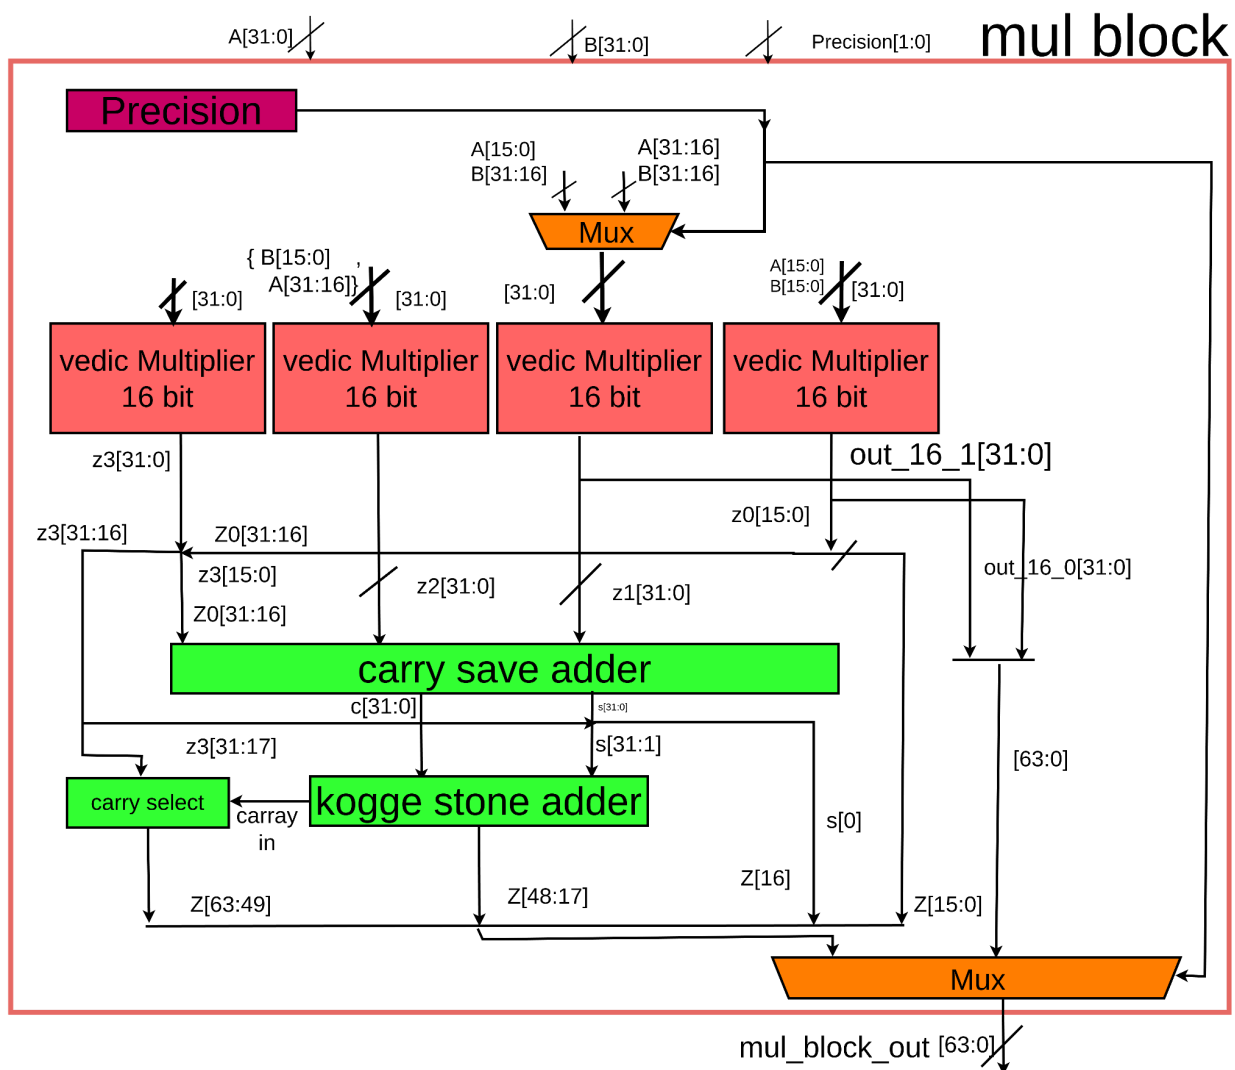 mul block
A[31:0]
B[31:0]
Precision[1:0]
Precision
A[15:0]
B[31:16]
A[31:16]
B[31:16]
Mux
{ B[15:0] ,
A[31:16]}
[31:0]
[31:0]
[31:0]
A[15:0]
B[15:0]
[31:0]
vedic Multiplier
16 bit
vedic Multiplier
16 bit
vedic Multiplier
16 bit
vedic Multiplier
16 bit
z3[31:0]
out_16_1[31:0]
z3[31:16]
Z0[31:16]
z0[15:0]
z3[15:0]
Z0[31:16]
z2[31:0]
z1[31:0]
out_16_0[31:0]
carry save adder
c[31:0]
s[31:0]
z3[31:17]
s[31:1]
[63:0]
carry select
carray
in
kogge stone adder
s[0]
Z[63:49]
Z[48:17]
Z[16]
Z[15:0]
Mux
mul_block_out [63:0]